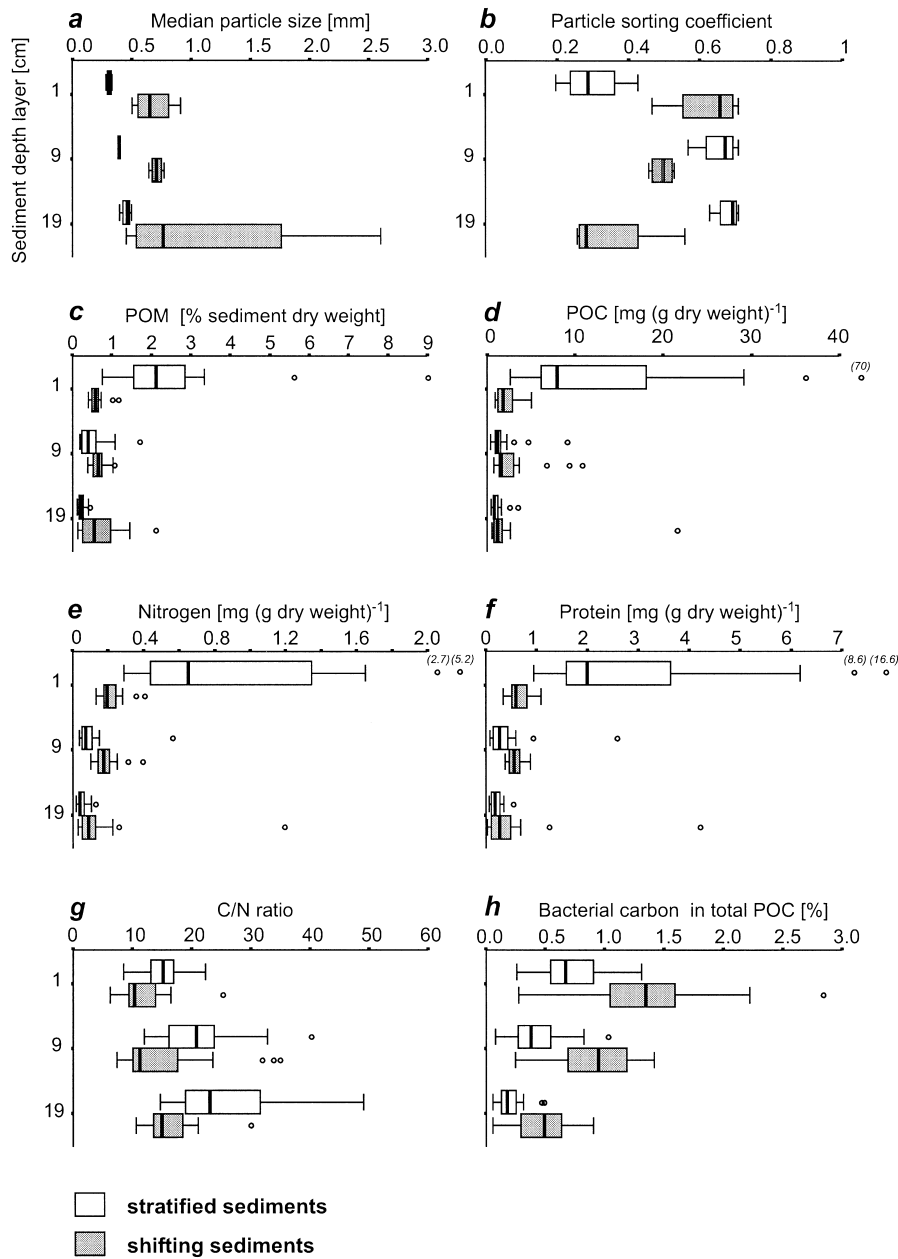 a Median particle size [mm]
0.0 0.5 1.0 1.5 2.0 2.5 3.0
Sediment depth layer [cm]
1
9
19
b Particle sorting coefficient
0.0 0.2 0.4 0.6 0.8 1
1
9
19
c POM [% sediment dry weight]
0 1 2 3 4 5 6 7 8 9
1
9
19
d POC [mg (g dry weight)-1]
0 10 20 30 40
(70)
1
9
19
e Nitrogen [mg (g dry weight)-1]
0 0.4 0.8 1.2 1.6 2.0
(2.7) (5.2)
1
9
19
f Protein [mg (g dry weight)-1]
0 1 2 3 4 5 6 7
(8.6) (16.6)
1
9
19
g C/N ratio
0 10 20 30 40 50 60
1
9
19
h Bacterial carbon in total POC [%]
0.0 0.5 1.0 1.5 2.0 2.5 3.0
1
9
19
stratified sediments
shifting sediments